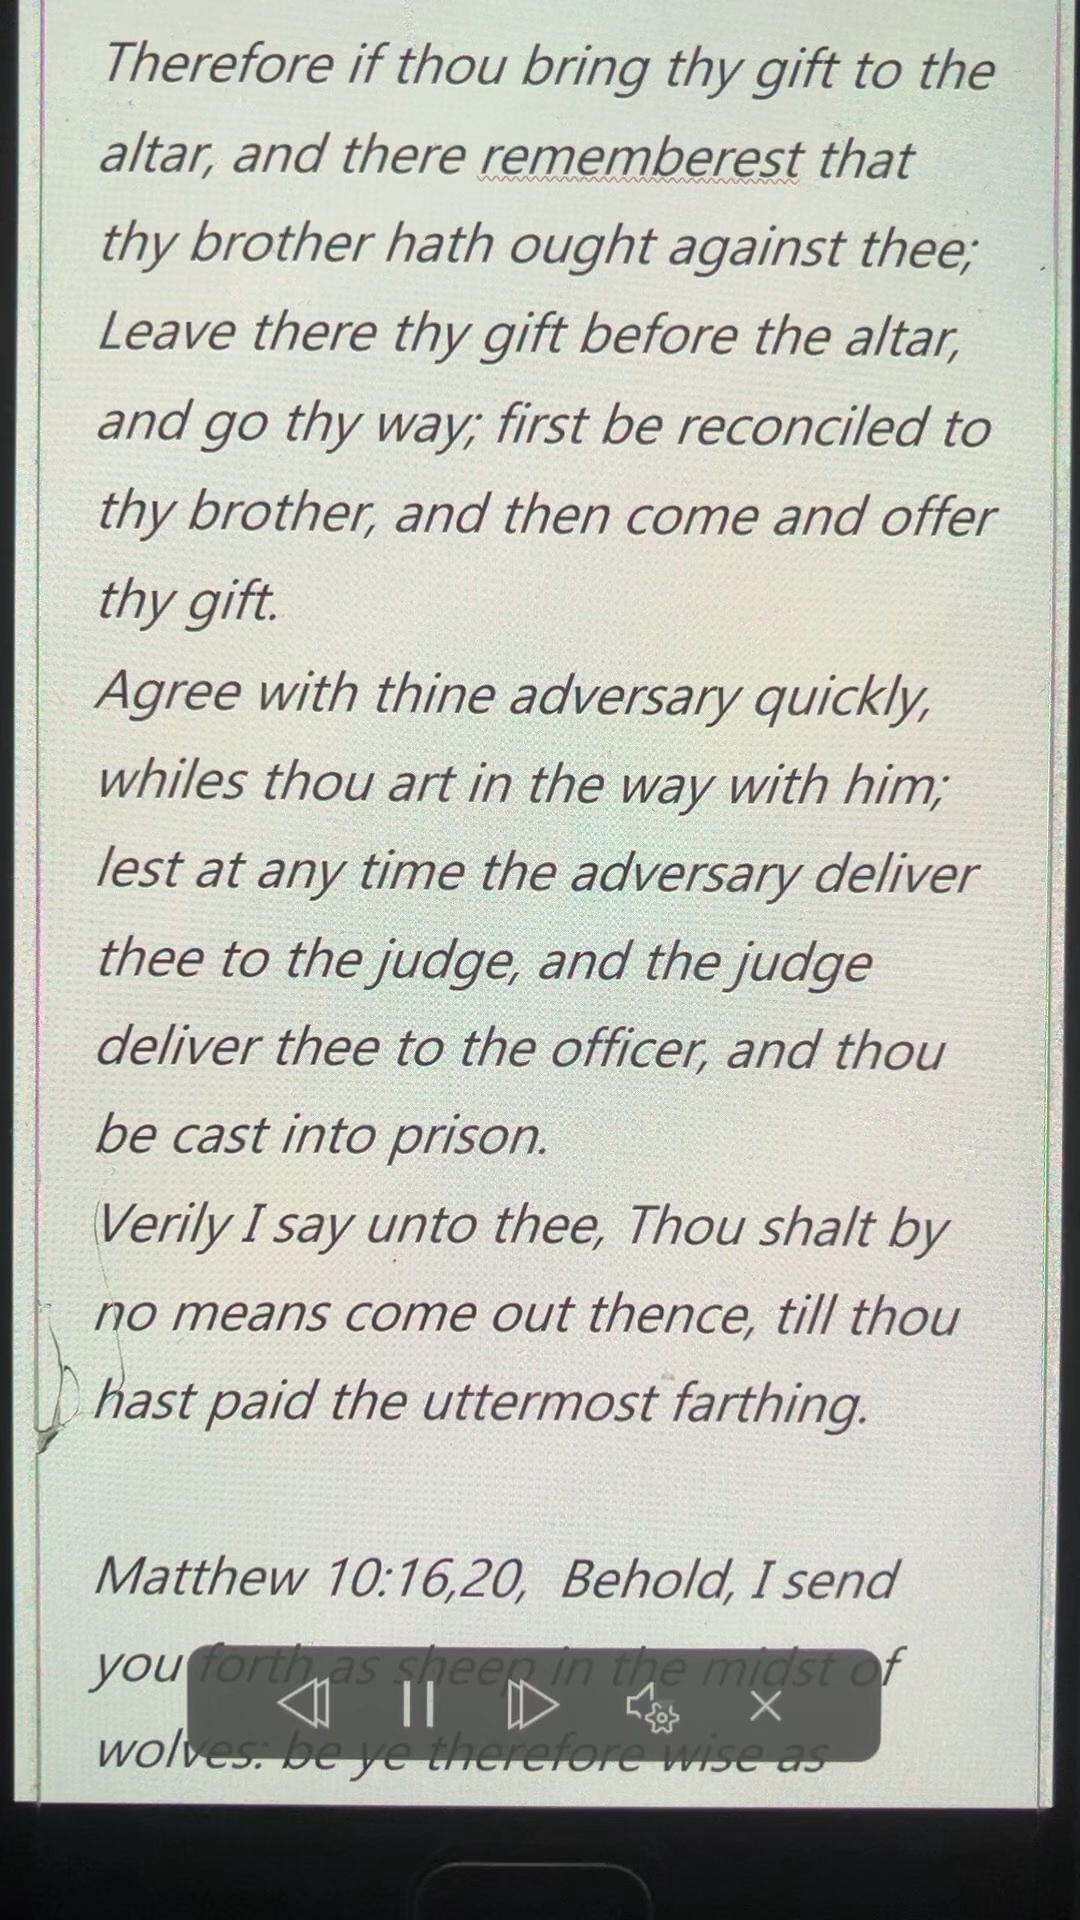 Therefore if thou bring thy gift to the
altar, and there rememberest that
thy brother hath ought against thee;
Leave there thy gift before the altar,
and go thy way; first be reconciled to
thy brother, and then come and offer
thy gift.
Agree with thine adversary quickly,
whiles thou art in the way with him;
lest at any time the adversary deliver
thee to the judge, and the judge
deliver thee to the officer, and thou
be cast into prison.
Verily I say unto thee, Thou shalt by
no means come out thence, till thou
hast paid the uttermost farthing.
Matthew 10:16,20, Behold, I send
you forth as sheep in the midst of
wolves: be ye therefore wise as